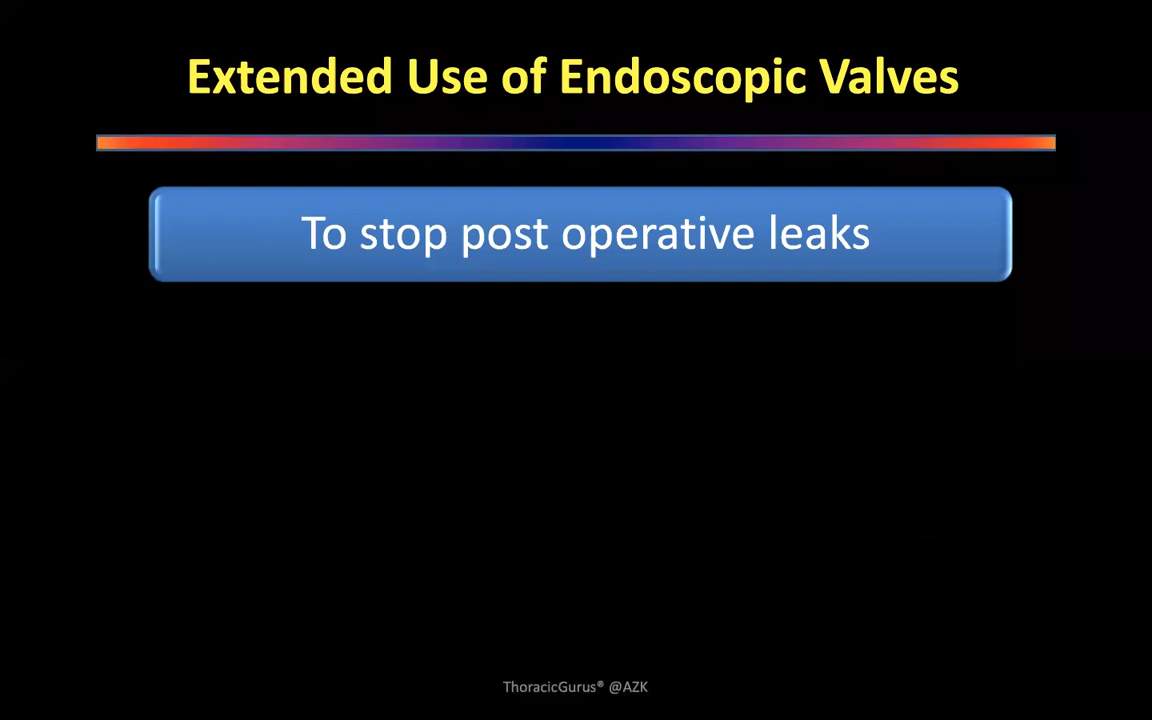 Extended Use of Endoscopic Valves
To stop post operative leaks
ThoracicGurus® @AZK